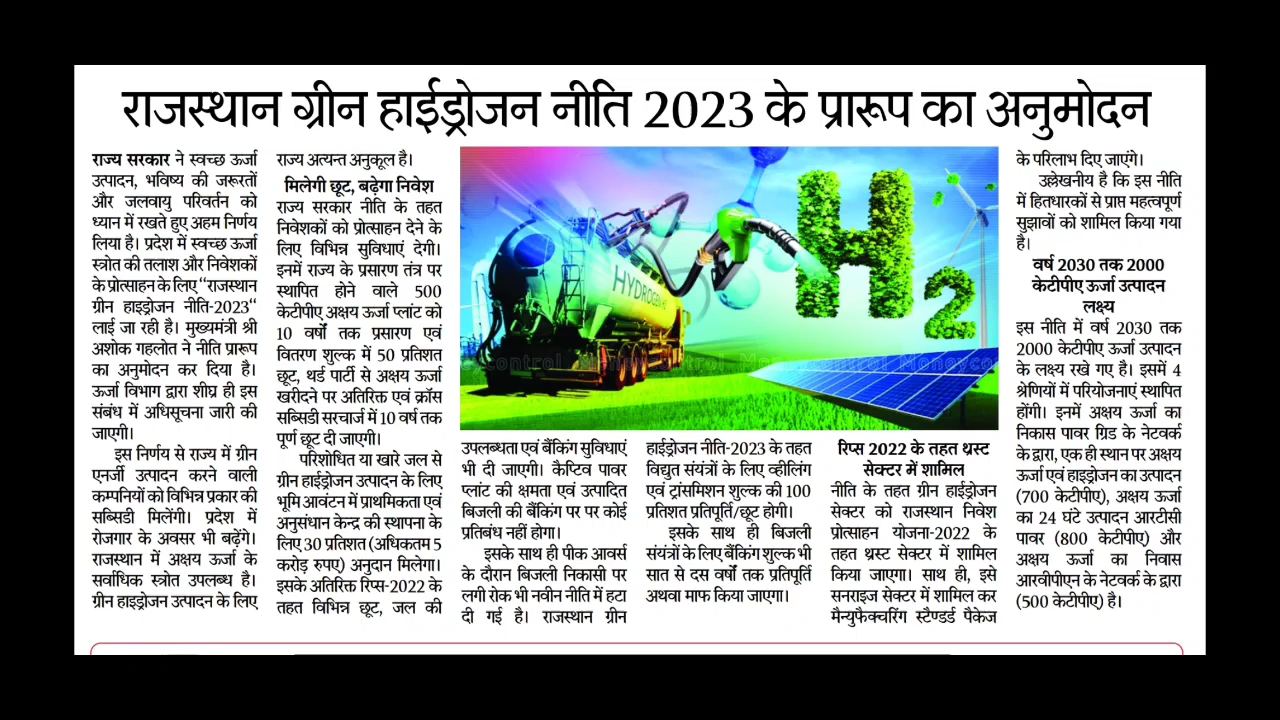 राजस्थान ग्रीन हाईड्रोजन नीति 2023 के प्रारूप का अनुमोदन
राज्य सरकार ने स्वच्छ ऊर्जा
उत्पादन, भविष्य की जरूरतों
और जलवायु परिवर्तन को
ध्यान में रखते हुए अहम निर्णय
लिया है। प्रदेश में स्वच्छ ऊर्जा
स्त्रोत की तलाश और निवेशकों
के प्रोत्साहन के लिए "राजस्थान
ग्रीन हाइड्रोजन नीति-2023"
लाई जा रही है। मुख्यमंत्री श्री
अशोक गहलोत ने नीति प्रारूप
का अनुमोदन कर दिया है।
ऊर्जा विभाग द्वारा शीघ्र ही इस
संबंध में अधिसूचना जारी की
जाएगी।
इस निर्णय से राज्य में ग्रीन
एनर्जी उत्पादन करने वाली
कम्पनियों को विभिन्न प्रकार की
सब्सिडी मिलेंगी। प्रदेश में
रोजगार के अवसर भी बढ़ेंगे।
राजस्थान में अक्षय ऊर्जा के
सर्वाधिक स्त्रोत उपलब्ध है।
ग्रीन हाइड्रोजन उत्पादन के लिए
राज्य अत्यन्त अनुकूल है।
मिलेगी छूट, बढ़ेगा निवेश
राज्य सरकार नीति के तहत
निवेशकों को प्रोत्साहन देने के
लिए विभिन्न सुविधाएं देगी।
इनमें राज्य के प्रसारण तंत्र पर
स्थापित होने वाले 500
केटीपीए अक्षय ऊर्जा प्लांट को
10 वर्षों तक प्रसारण एवं
वितरण शुल्क में 50 प्रतिशत
छूट, थर्ड पार्टी से अक्षय ऊर्जा
खरीदने पर अतिरिक्त एवं क्रॉस
सब्सिडी सरचार्ज में 10 वर्ष तक
पूर्ण छूट दी जाएगी।
परिशोधित या खारे जल से
ग्रीन हाईड्रोजन उत्पादन के लिए
भूमि आवंटन में प्राथमिकता एवं
अनुसंधान केन्द्र की स्थापना के
लिए 30 प्रतिशत (अधिकतम 5
करोड़ रुपए) अनुदान मिलेगा।
इसके अतिरिक्त रिप्स-2022 के
तहत विभिन्न छूट, जल की
HYDROGEN
H2
Moneycontrol
उपलब्धता एवं बैंकिंग सुविधाएं
भी दी जाएगी। कैप्टिव पावर
प्लांट की क्षमता एवं उत्पादित
बिजली की बैंकिंग पर पर कोई
प्रतिबंध नहीं होगा।
इसके साथ ही पीक आवर्स
के दौरान बिजली निकासी पर
लगी रोक भी नवीन नीति में हटा
दी गई है। राजस्थान ग्रीन
हाईड्रोजन नीति-2023 के तहत
विद्युत संयंत्रों के लिए व्हीलिंग
एवं ट्रांसमिशन शुल्क की 100
प्रतिशत प्रतिपूर्ति/छूट होगी।
इसके साथ ही बिजली
संयंत्रों के लिए बैंकिंग शुल्क भी
सात से दस वर्षों तक प्रतिपूर्ति
अथवा माफ किया जाएगा।
रिप्स 2022 के तहत थ्रस्ट
सेक्टर में शामिल
नीति के तहत ग्रीन हाईड्रोजन
सेक्टर को राजस्थान निवेश
प्रोत्साहन योजना-2022 के
तहत थ्रस्ट सेक्टर में शामिल
किया जाएगा। साथ ही, इसे
सनराइज सेक्टर में शामिल कर
मैन्युफैक्चरिंग स्टैण्डर्ड पैकेज
के परिलाभ दिए जाएंगे।
उल्लेखनीय है कि इस नीति
में हितधारकों से प्राप्त महत्वपूर्ण
सुझावों को शामिल किया गया
है।
वर्ष 2030 तक 2000
केटीपीए ऊर्जा उत्पादन
लक्ष्य
इस नीति में वर्ष 2030 तक
2000 केटीपीए ऊर्जा उत्पादन
के लक्ष्य रखे गए है। इसमें 4
श्रेणियों में परियोजनाएं स्थापित
होंगी। इनमें अक्षय ऊर्जा का
निकास पावर ग्रिड के नेटवर्क
के द्वारा, एक ही स्थान पर अक्षय
ऊर्जा एवं हाइड्रोजन का उत्पादन
(700 केटीपीए), अक्षय ऊर्जा
का 24 घंटे उत्पादन आरटीसी
पावर (800 केटीपीए) और
अक्षय ऊर्जा का निवास
आरवीपीएन के नेटवर्क के द्वारा
(500 केटीपीए) है।